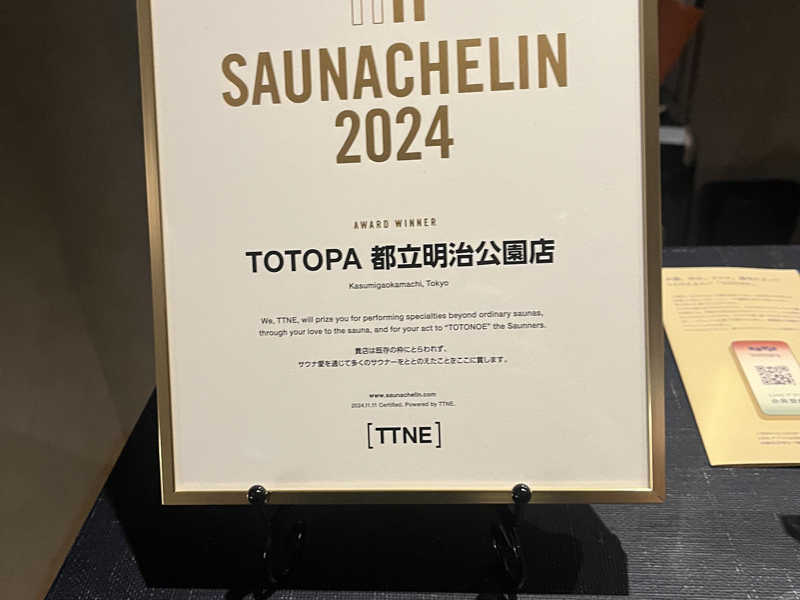 SAUNACHELIN
2024
AWARD WINNER
TOTOPA 都立明治公園店
Kasumigaokamachi, Tokyo
We, TTNE, will prize you for performing specialties beyond ordinary saunas,
through your love to the sauna, and for your act to "TOTONOE" the Saunners.
貴店は既存の枠にとらわれず、
サウナ愛を通じて多くのサウナーをととのえたことをここに賞します。
www.saunachelin.com
2024.11.11 Certified. Powered by TTNE.
[TTNE]